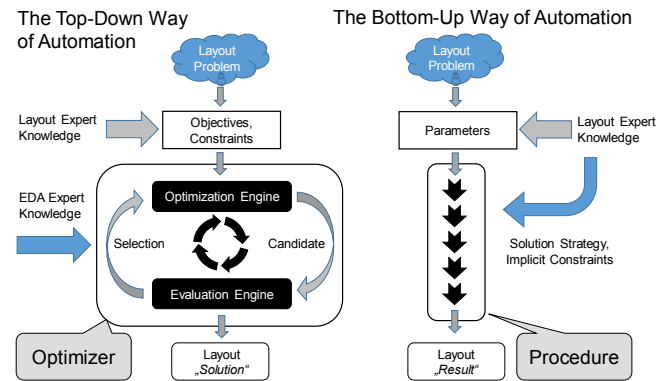 The Top-Down Way
of Automation
Layout
Problem
Layout Expert
Knowledge
Objectives,
Constraints
EDA Expert
Knowledge
Optimization Engine
Selection
Candidate
Evaluation Engine
Optimizer
Layout
„Solution“
The Bottom-Up Way of Automation
Layout
Problem
Parameters
Layout Expert
Knowledge
Solution Strategy,
Implicit Constraints
Layout
„Result“
Procedure